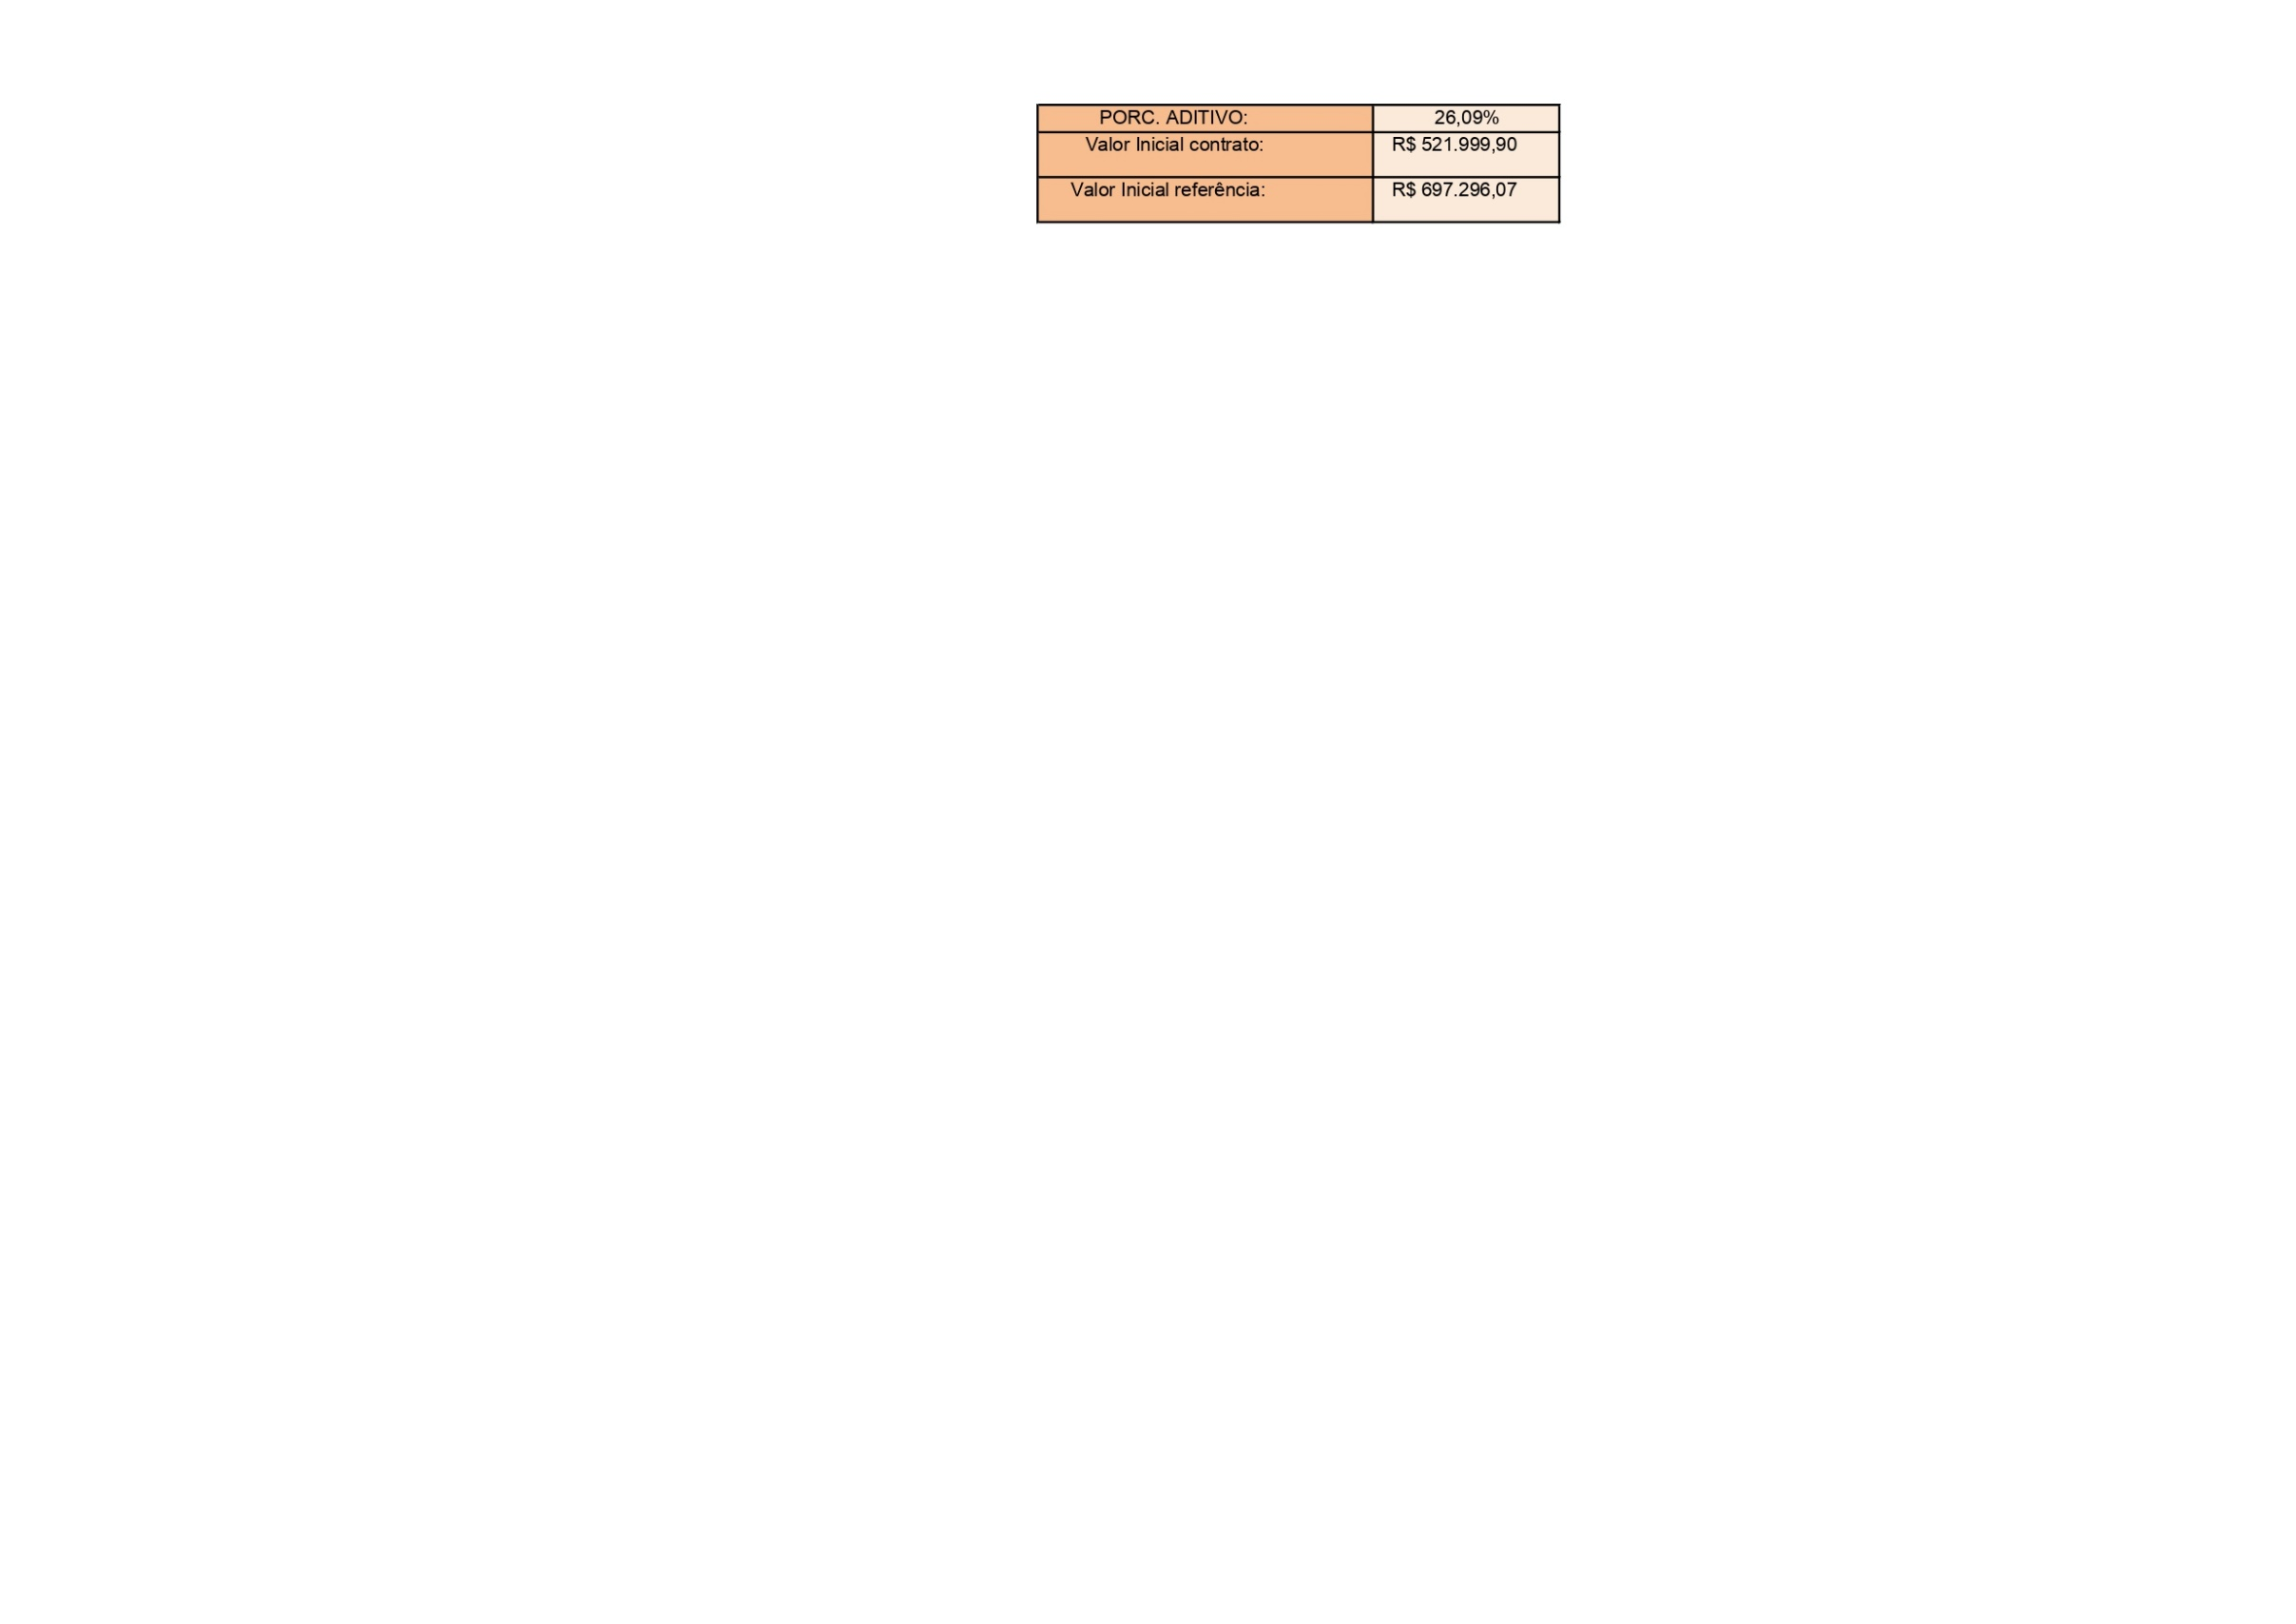 PORC. ADITIVO: 26,09%
Valor Inicial contrato: R$ 521.999,90
Valor Inicial referência: R$ 697.296,07